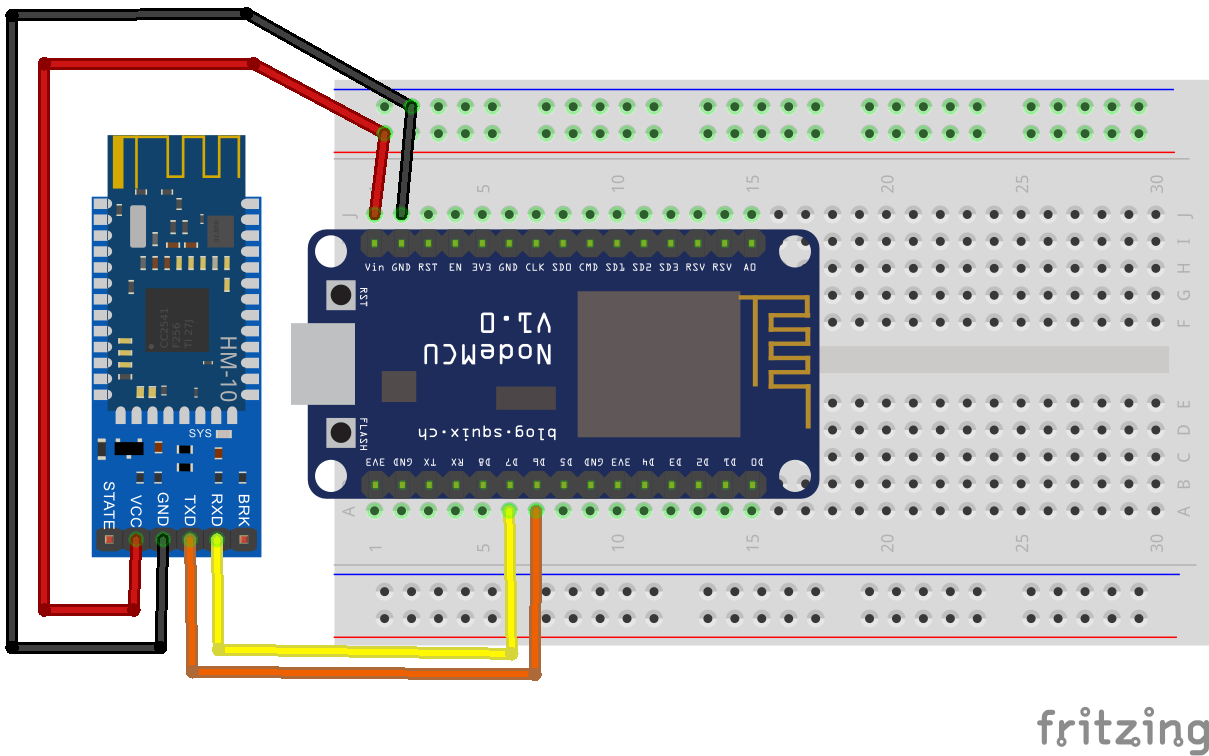 5 10 15 20 25 30
J J
Vin GND RST EN 3V3 GND CLK SD0 CMD SD1 SD2 SD3 RSV RSV A0
I
H
G
F
RST
V1.0
NodeMCU
FLASH
blog.squix.ch
3V3 GND TX RX D8 D7 D6 D5 GND 3V3 D4 D3 D2 D1 D0
E
D
C
B
A A
1 5 10 15 20 25 30
CC2541
F256
TI 27J
HM-10
SYS
STATE
VCC
GND
TXD
RXD
BRK
fritzing